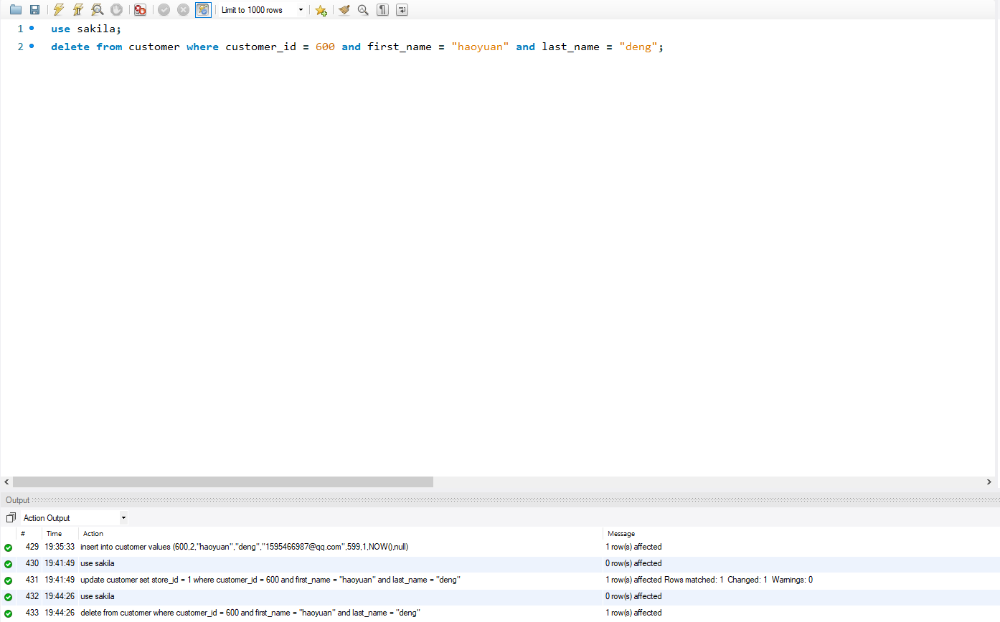 Limit to 1000 rows
1 use sakila;
2 delete from customer where customer_id = 600 and first_name = "haoyuan" and last_name = "deng";
Output
Action Output
# Time Action Message
429 19:35:33 insert into customer values (600,2,"haoyuan","deng","1595466987@qq.com",599,1,NOW(),null) 1 row(s) affected
430 19:41:49 use sakila 0 row(s) affected
431 19:41:49 update customer set store_id = 1 where customer_id = 600 and first_name = "haoyuan" and last_name = "deng" 1 row(s) affected Rows matched: 1 Changed: 1 Warnings: 0
432 19:44:26 use sakila 0 row(s) affected
433 19:44:26 delete from customer where customer_id = 600 and first_name = "haoyuan" and last_name = "deng" 1 row(s) affected